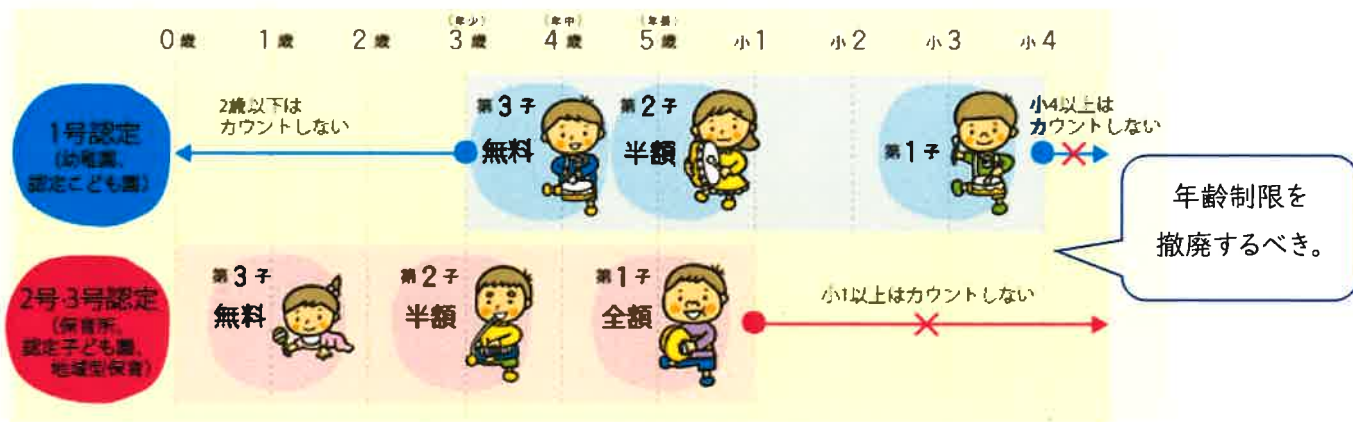 (年少) (年中) (年長)
0歳 1歳 2歳 3歳 4歳 5歳 小1 小2 小3 小4
1号認定
(幼稚園、
認定こども園)
2歳以下は
カウントしない
第3子
無料
第2子
半額
第1子
小4以上は
カウントしない
年齢制限を
撤廃するべき。
2号・3号認定
(保育所、
認定子ども園、
地域型保育)
第3子
無料
第2子
半額
第1子
全額
小1以上はカウントしない